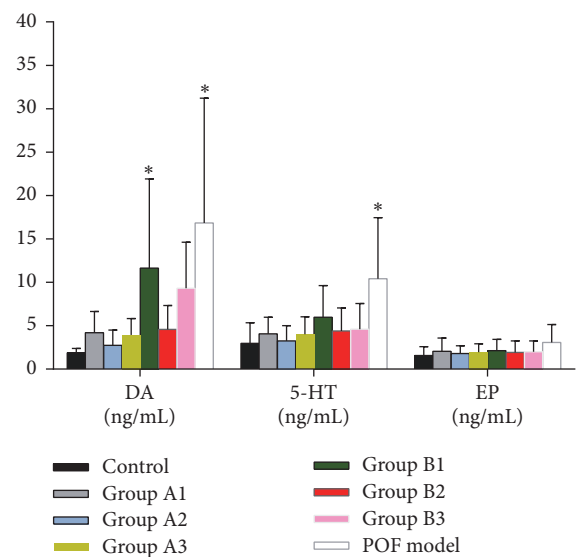 40
35
30
25
20
15
10
5
0
* * *
DA 5-HT EP
(ng/mL) (ng/mL) (ng/mL)
Control
Group A1
Group A2
Group A3
Group B1
Group B2
Group B3
POF model